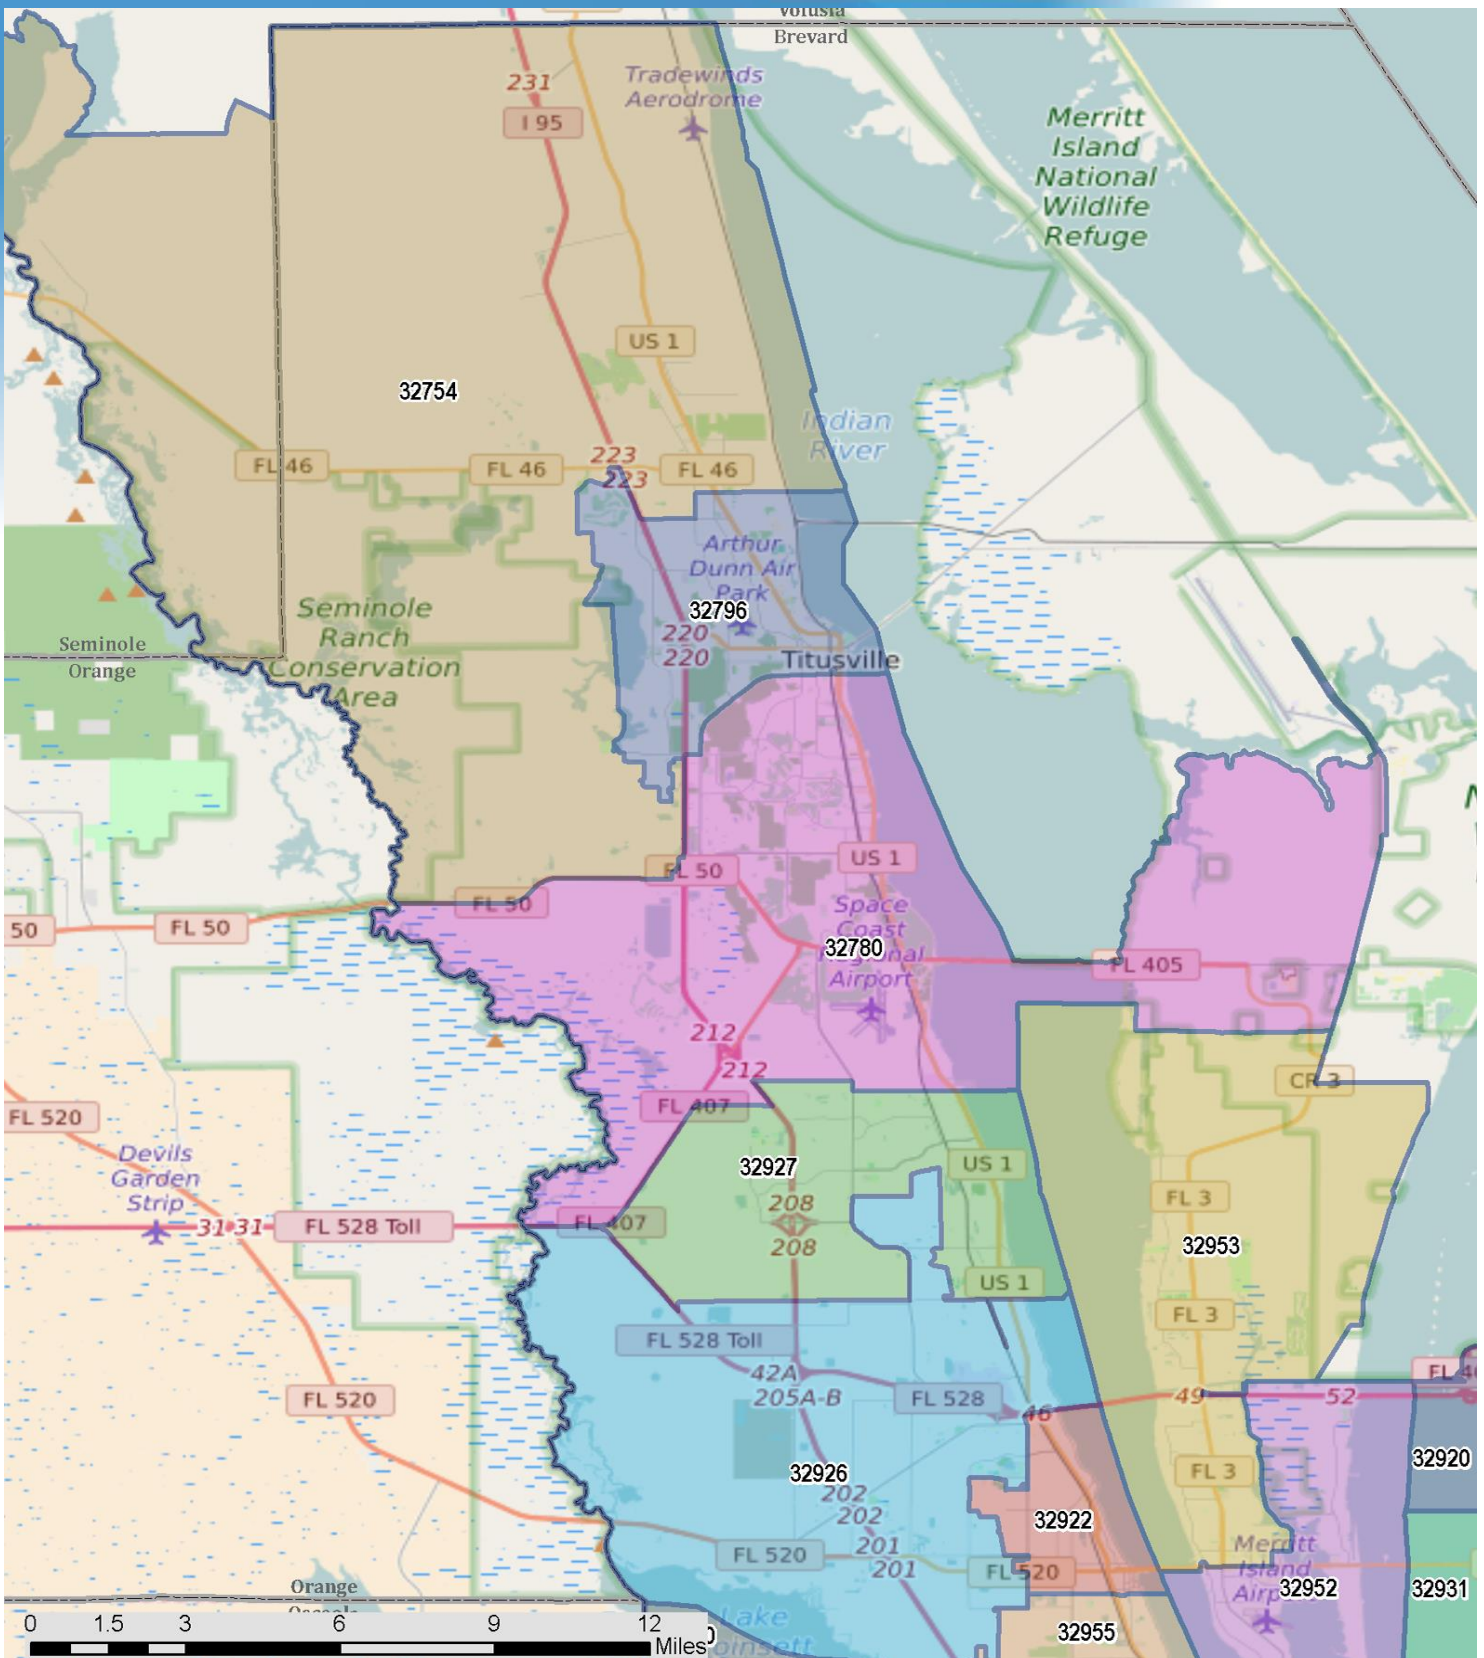 Volusia
Brevard
Tradewinds
Aerodrome
231
I 95
Merritt
Island
National
Wildlife
Refuge
US 1
32754
Indian
River
FL 46
FL 46
223
223
FL 46
Arthur
Dunn Air
Park
32796
Seminole
Ranch
Conservation
Area
220
220
Seminole
Orange
Titusville
FL 50
US 1
50
FL 50
FL 50
Space
Coast
Regional
Airport
32780
FL 405
212
212
CR 3
FL 407
FL 520
Devils
Garden
Strip
32927
US 1
FL 3
208
208
31 31
FL 528 Toll
FL 407
32953
US 1
FL 3
FL 528 Toll
42A
205A-B
FL 528
46
49
52
FL 520
32926
202
202
FL 3
32920
32922
201
201
FL 520
FL 520
Merritt
Island
Airp
32952
32931
Orange
32955
Lake
0 1.5 3 6 9 12
Miles